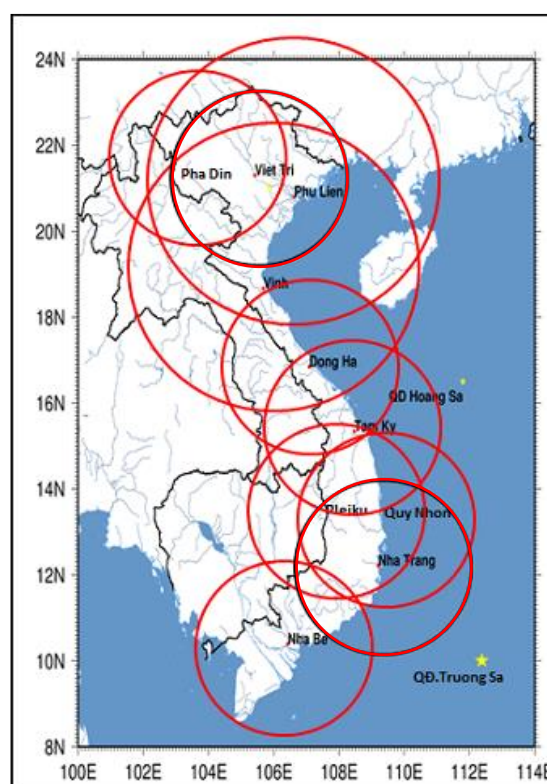 24N
Pha Din
Viet Tri
22N
Phu Lien
20N
Vinh
18N
Dong Ha
QD Hoang Sa
16N
Tam Ky
14N
Pleiku
Quy Nhon
Nha Trang
12N
Nha Be
10N
QĐ.Truong Sa
8N
100E 102E 104E 106E 108E 110E 112E 114E